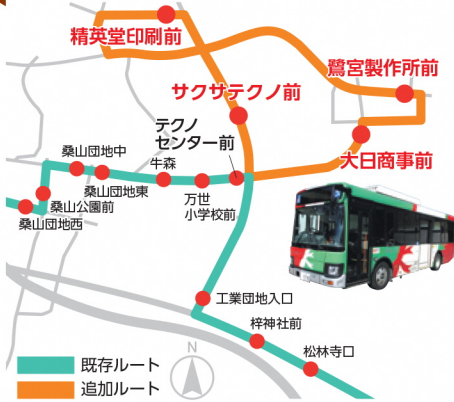 精英堂印刷前
鷺宮製作所前
サクサテクノ前
テクノ
センター前
大日商事前
桑山団地中
牛森
桑山団地東
万世
小学校前
桑山公園前
桑山団地西
工業団地入口
梓神社前
松林寺口
N
既存ルート
追加ルート